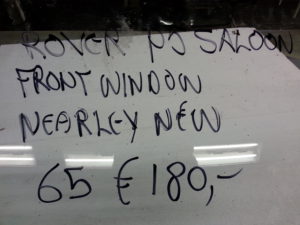 ROVER P5 SALOON
FRONT WINDOW
NEARLEY NEW
65 € 180,-